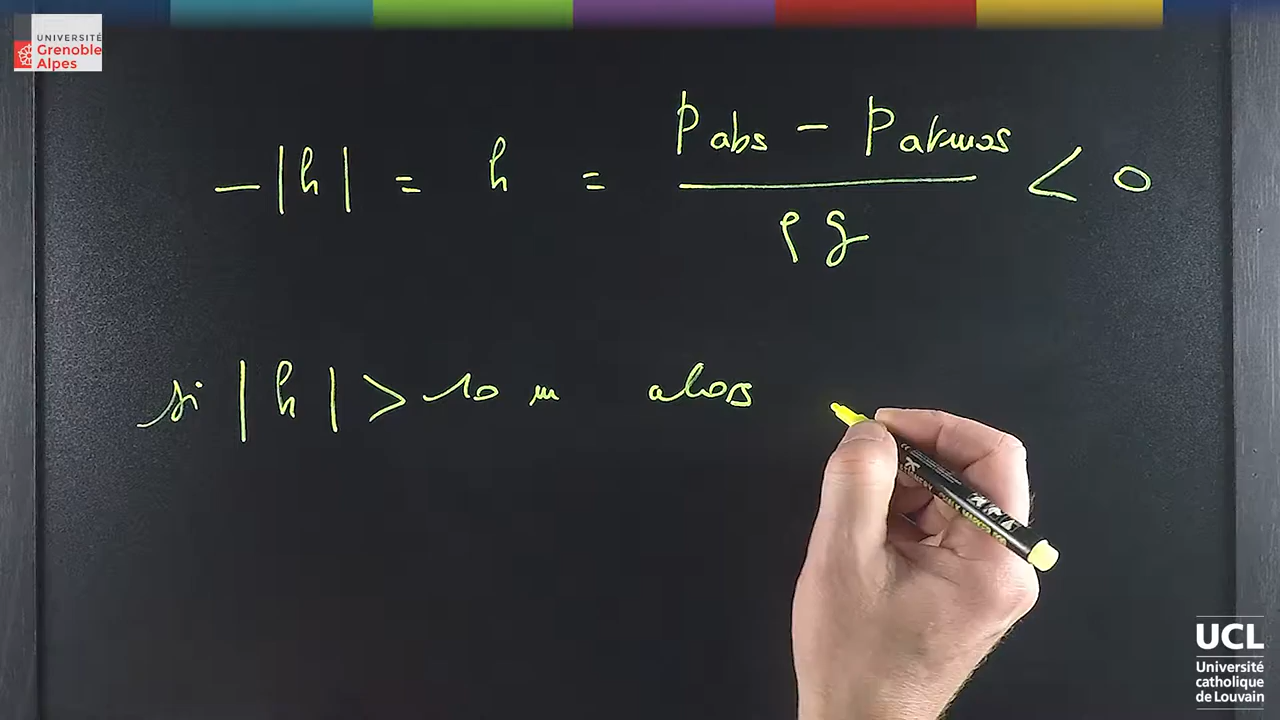 UNIVERSITÉ
Grenoble
Alpes
Pabs - Patmos
-|h| = h = ――――― < 0
ρg
si |h| > 10 m alors
UCL
Université
catholique
de Louvain